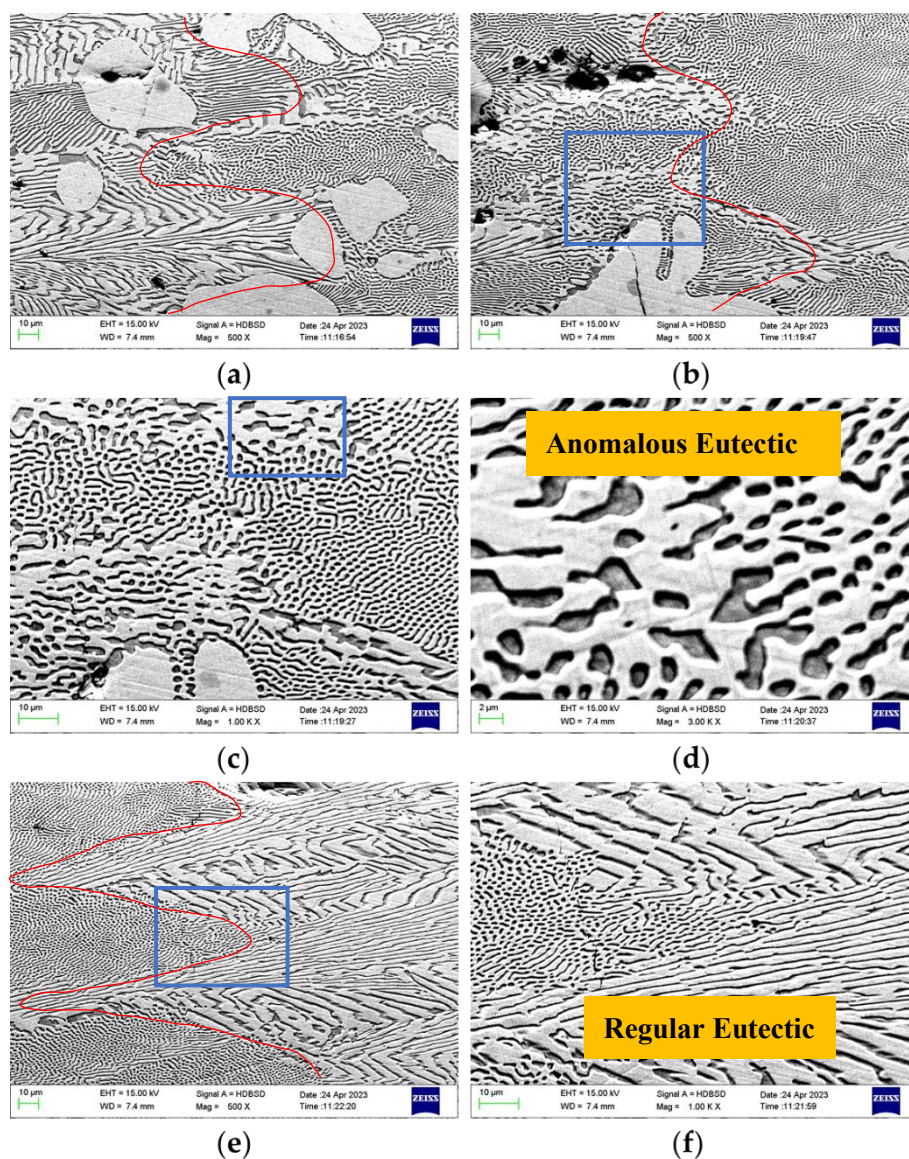 10 µm EHT = 15.00 kV Signal A = HDBSD Date :24 Apr 2023 ZEISS
WD = 7.4 mm Mag = 500 X Time :11:16:54
(a)
10 µm EHT = 15.00 kV Signal A = HDBSD Date :24 Apr 2023 ZEISS
WD = 7.4 mm Mag = 500 X Time :11:19:47
(b)
10 µm EHT = 15.00 kV Signal A = HDBSD Date :24 Apr 2023 ZEISS
WD = 7.4 mm Mag = 1.00 K X Time :11:19:27
(c)
Anomalous Eutectic
2 µm EHT = 15.00 kV Signal A = HDBSD Date :24 Apr 2023 ZEISS
WD = 7.4 mm Mag = 3.00 K X Time :11:20:37
(d)
10 µm EHT = 15.00 kV Signal A = HDBSD Date :24 Apr 2023 ZEISS
WD = 7.4 mm Mag = 500 X Time :11:22:20
(e)
Regular Eutectic
10 µm EHT = 15.00 kV Signal A = HDBSD Date :24 Apr 2023 ZEISS
WD = 7.4 mm Mag = 1.00 K X Time :11:21:59
(f)